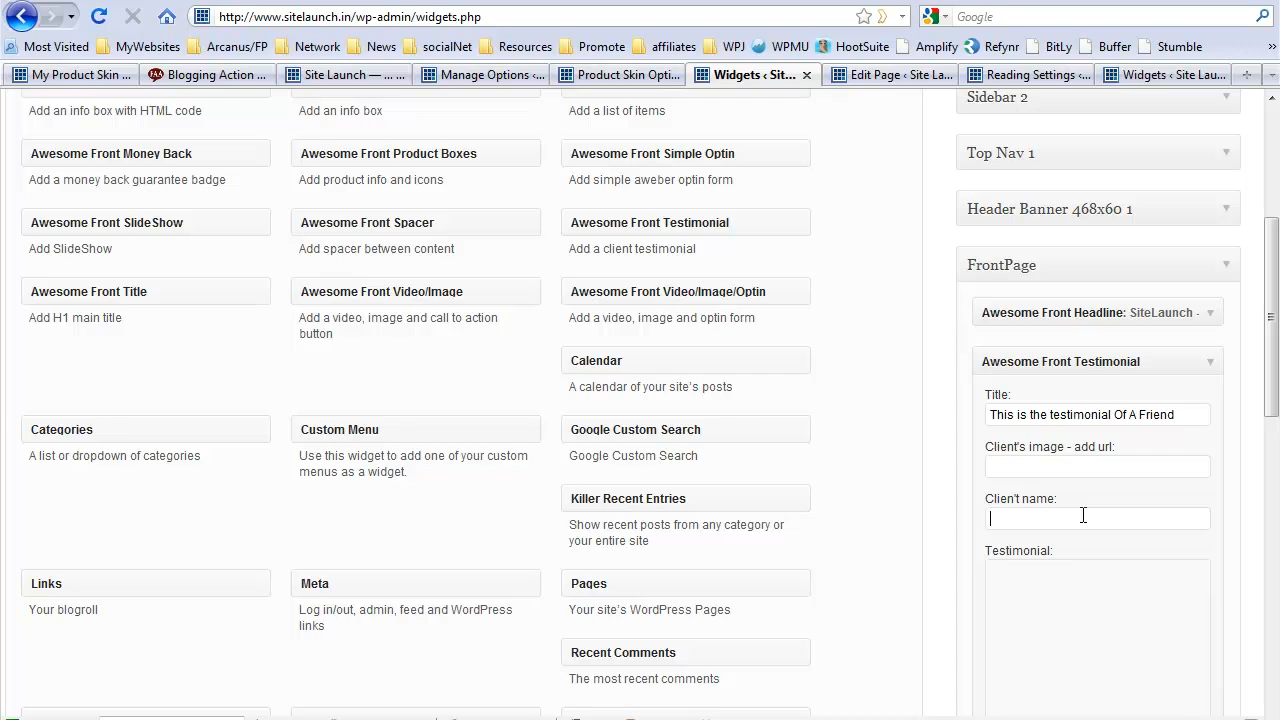 http://www.sitelaunch.in/wp-admin/widgets.php
Google
Most Visited
MyWebsites
Arcanus/FP
Network
News
socialNet
Resources
Promote
affiliates
WPJ
WPMU
HootSuite
Amplify
Refynr
BitLy
Buffer
Stumble
»
My Product Skin ...
Blogging Action ...
Site Launch — ... ...
Manage Options <...
Product Skin Opti...
Widgets ‹ Sit...
Edit Page ‹ Site La...
Reading Settings ‹...
Widgets ‹ Site Lau...
Add an info box with HTML code
Add an info box
Add a list of items
Awesome Front Money Back
Add a money back guarantee badge
Awesome Front Product Boxes
Add product info and icons
Awesome Front Simple Optin
Add simple aweber optin form
Awesome Front SlideShow
Add SlideShow
Awesome Front Spacer
Add spacer between content
Awesome Front Testimonial
Add a client testimonial
Awesome Front Title
Add H1 main title
Awesome Front Video/Image
Add a video, image and call to action
button
Awesome Front Video/Image/Optin
Add a video, image and optin form
Calendar
A calendar of your site's posts
Categories
A list or dropdown of categories
Custom Menu
Use this widget to add one of your custom
menus as a widget.
Google Custom Search
Google Custom Search
Killer Recent Entries
Show recent posts from any category or
your entire site
Links
Your blogroll
Meta
Log in/out, admin, feed and WordPress
links
Pages
Your site's WordPress Pages
Recent Comments
The most recent comments
Sidebar 2
Top Nav 1
Header Banner 468x60 1
FrontPage
Awesome Front Headline: SiteLaunch -
Awesome Front Testimonial
Title:
This is the testimonial Of A Friend
Client's image - add url:
Clien't name:
Testimonial: